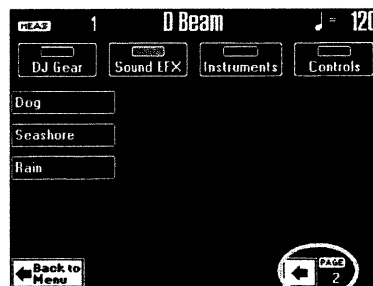 MEAS 1 D Beam ♩= 120
DJ Gear Sound EFX Instruments Controls
Dog
Seashore
Rain
Back to
Menu
PAGE
2